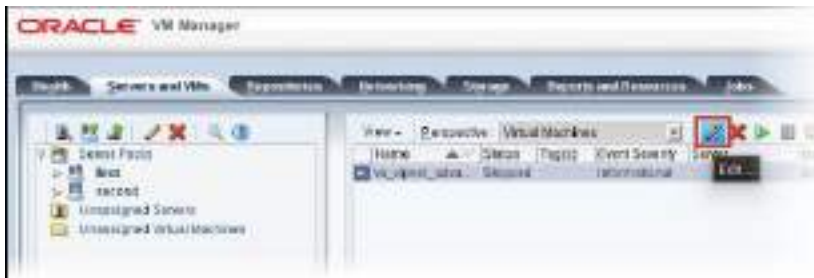 ORACLE VM Manager
Health Servers and VMs Repositories Networking Storage Reports and Resources Jobs
View Perspective Virtual Machines
Server Pools
Name Status Tag(s) Event Severity Server
first
Stopped Informational
Edit...
second
Unassigned Servers
Unassigned Virtual Machines